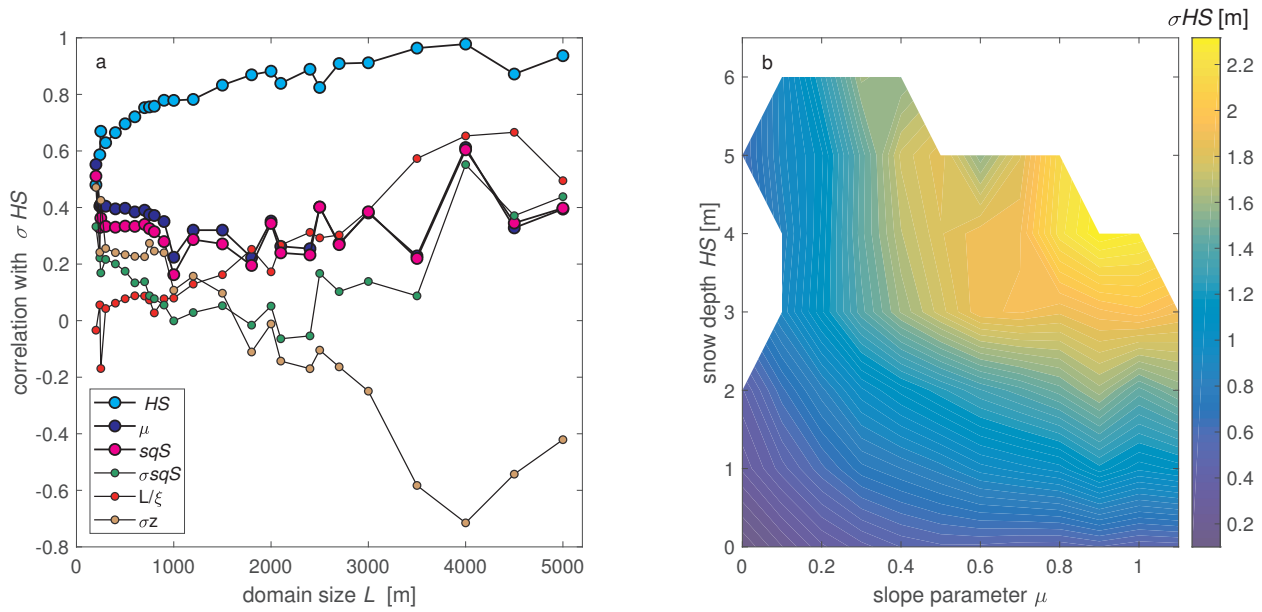 a
1
0.8
0.6
0.4
0.2
0
-0.2
-0.4
-0.6
-0.8
correlation with σ HS
HS
μ
sqS
σsqS
L/ξ
σz
0 1000 2000 3000 4000 5000
domain size L [m]
σHS [m]
b
6
5
4
3
2
1
0
snow depth HS [m]
0 0.2 0.4 0.6 0.8 1
slope parameter μ
2.2
2
1.8
1.6
1.4
1.2
1
0.8
0.6
0.4
0.2